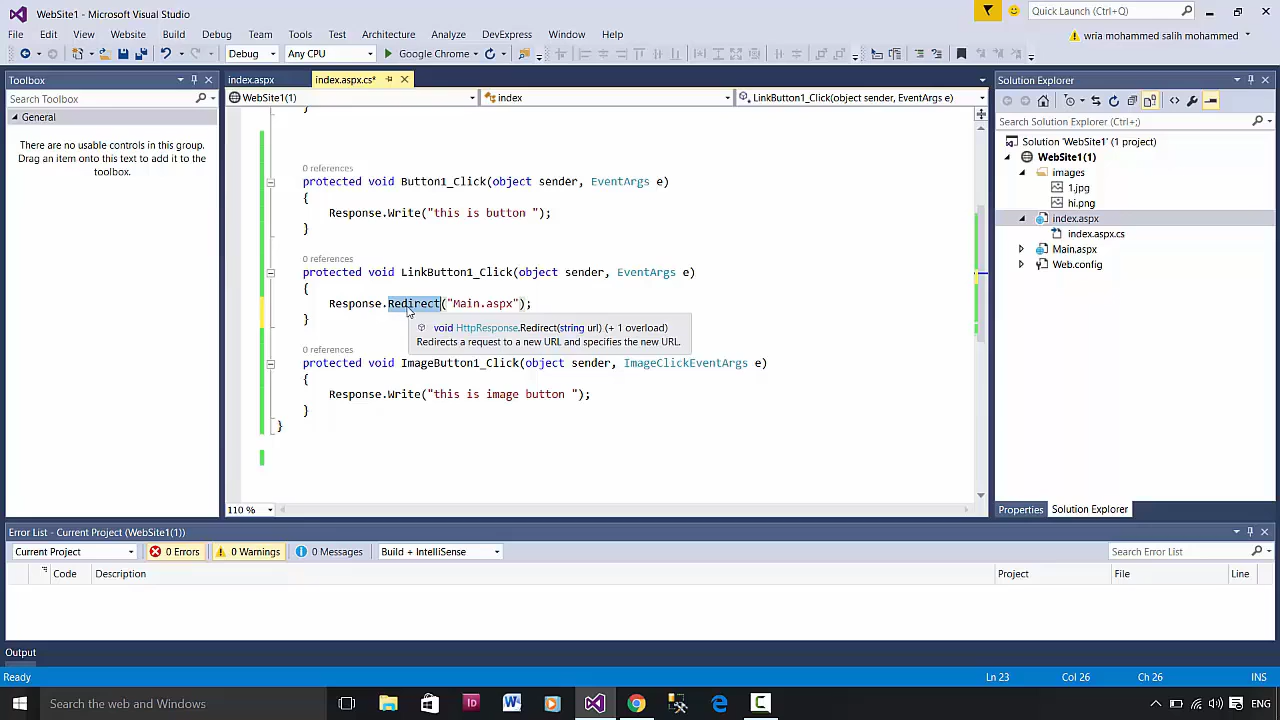 WebSite1 - Microsoft Visual Studio
Quick Launch (Ctrl+Q)
File Edit View Website Build Debug Team Tools Test Architecture Analyze DevExpress Window Help
wria mohammed salih mohammed
Debug Any CPU Google Chrome
Toolbox
index.aspx index.aspx.cs*
Solution Explorer
Search Toolbox
WebSite1(1) index LinkButton1_Click(object sender, EventArgs e)
General
There are no usable controls in this group.
Drag an item onto this text to add it to the
toolbox.
}
0 references
protected void Button1_Click(object sender, EventArgs e)
{
Response.Write("this is button ");
}
0 references
protected void LinkButton1_Click(object sender, EventArgs e)
{
Response.Redirect("Main.aspx");
}
void HttpResponse.Redirect(string url) (+ 1 overload)
Redirects a request to a new URL and specifies the new URL.
0 references
protected void ImageButton1_Click(object sender, ImageClickEventArgs e)
{
Response.Write("this is image button ");
}
}
110 %
Search Solution Explorer (Ctrl+;)
Solution 'WebSite1' (1 project)
WebSite1(1)
images
1.jpg
hi.png
index.aspx
index.aspx.cs
Main.aspx
Web.config
Properties Solution Explorer
Error List - Current Project (WebSite1(1))
Current Project 0 Errors 0 Warnings 0 Messages Build + IntelliSense Search Error List
Code Description Project File Line
Output
Ready Ln 23 Col 26 Ch 26 INS
Search the Web and Windows ENG